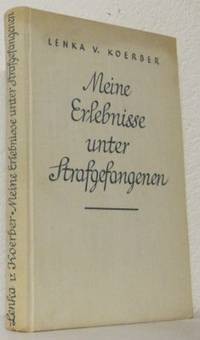 LENKA V. KOERBER
Meine
Erlebnisse
unter
Strafgefangenen
Lenka v. Koerber • Meine Erlebnisse unter Strafgefangenen